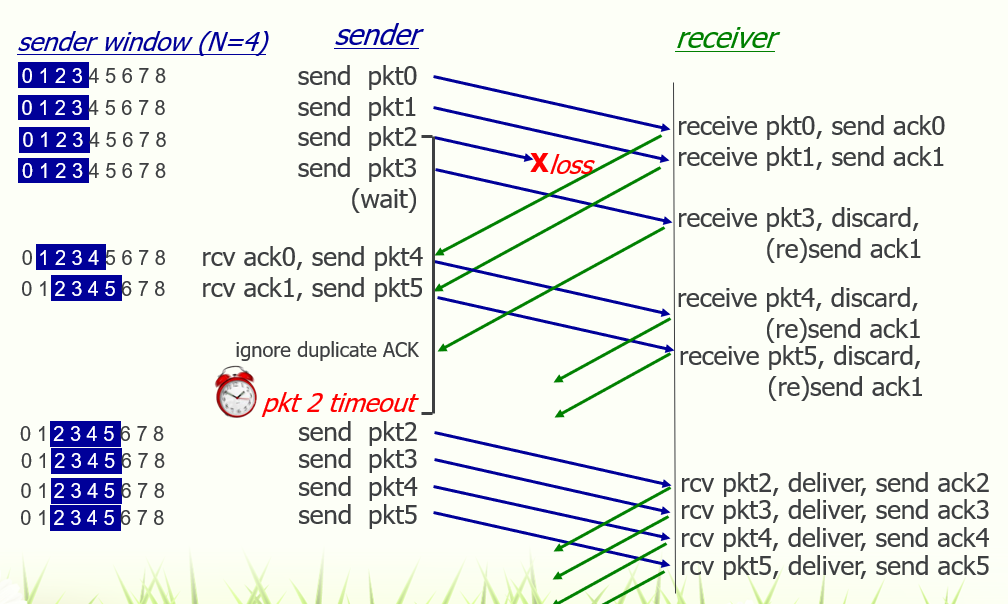 sender window (N=4) sender receiver
0 1 2 3 4 5 6 7 8 send pkt0
0 1 2 3 4 5 6 7 8 send pkt1
0 1 2 3 4 5 6 7 8 send pkt2
0 1 2 3 4 5 6 7 8 send pkt3
(wait)
X loss
receive pkt0, send ack0
receive pkt1, send ack1
receive pkt3, discard,
(re)send ack1
0 1 2 3 4 5 6 7 8 rcv ack0, send pkt4
0 1 2 3 4 5 6 7 8 rcv ack1, send pkt5
receive pkt4, discard,
(re)send ack1
receive pkt5, discard,
(re)send ack1
ignore duplicate ACK
pkt 2 timeout
0 1 2 3 4 5 6 7 8 send pkt2
0 1 2 3 4 5 6 7 8 send pkt3
0 1 2 3 4 5 6 7 8 send pkt4
0 1 2 3 4 5 6 7 8 send pkt5
rcv pkt2, deliver, send ack2
rcv pkt3, deliver, send ack3
rcv pkt4, deliver, send ack4
rcv pkt5, deliver, send ack5